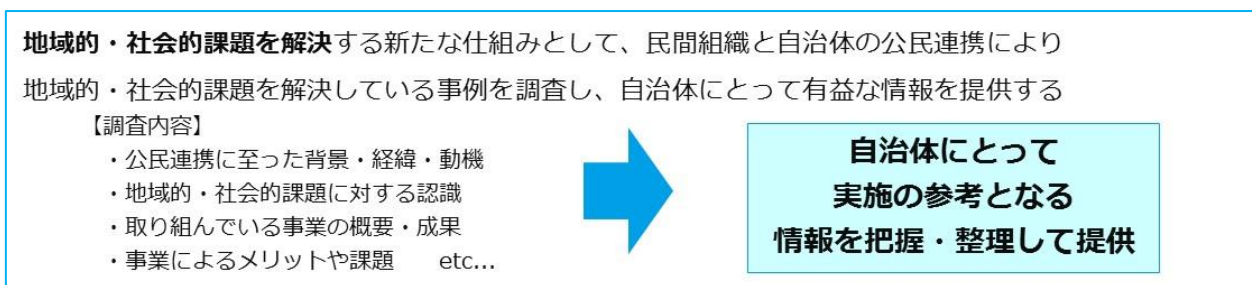 地域的・社会的課題を解決する新たな仕組みとして、民間組織と自治体の公民連携により
地域的・社会的課題を解決している事例を調査し、自治体にとって有益な情報を提供する
【調査内容】
・公民連携に至った背景・経緯・動機
・地域的・社会的課題に対する認識
・取り組んでいる事業の概要・成果
・事業によるメリットや課題　etc…
自治体にとって
実施の参考となる
情報を把握・整理して提供